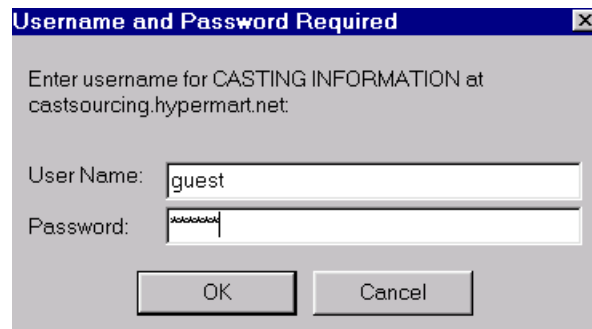 Username and Password Required
Enter username for CASTING INFORMATION at
castsourcing.hypermart.net:
User Name: guest
Password: *******
OK Cancel